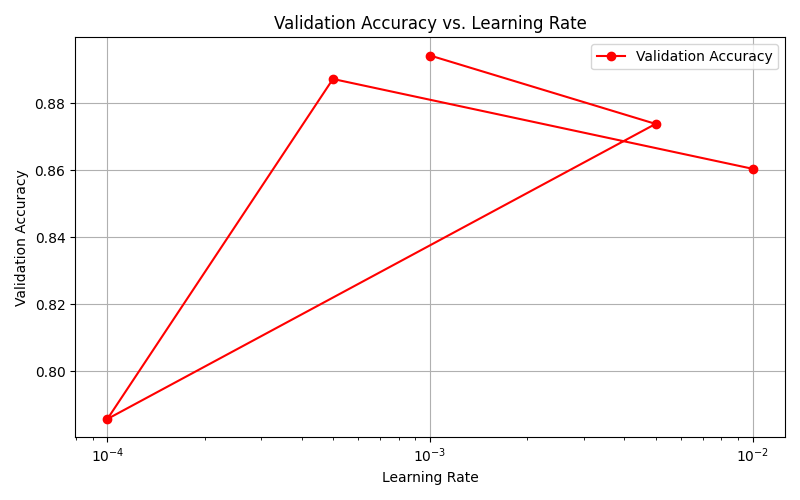 Validation Accuracy vs. Learning Rate
Validation Accuracy
0.88
0.86
0.84
0.82
0.80
Validation Accuracy
10⁻⁴
10⁻³
10⁻²
Learning Rate